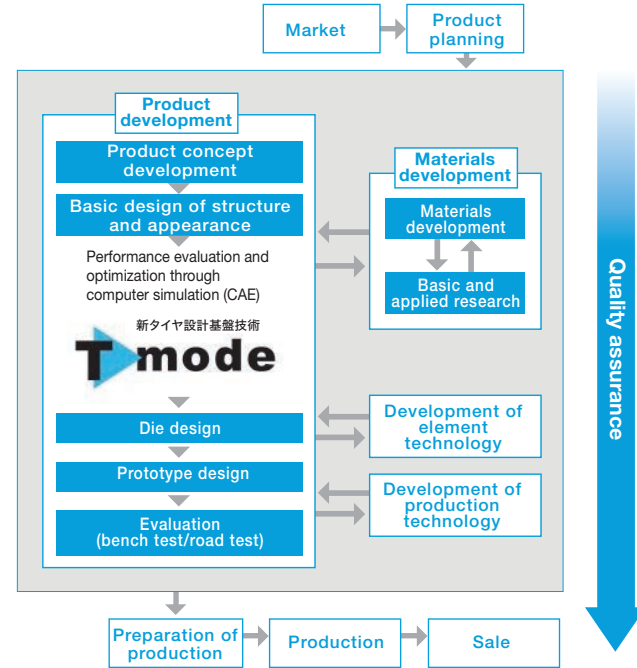 Market
Product
planning
Product
development
Product concept
development
Basic design of structure
and appearance
Performance evaluation and
optimization through
computer simulation (CAE)
新タイヤ設計基盤技術
T mode
Die design
Prototype design
Evaluation
(bench test/road test)
Materials
development
Materials
development
Basic and
applied research
Development of
element
technology
Development of
production
technology
Quality assurance
Preparation of
production
Production
Sale